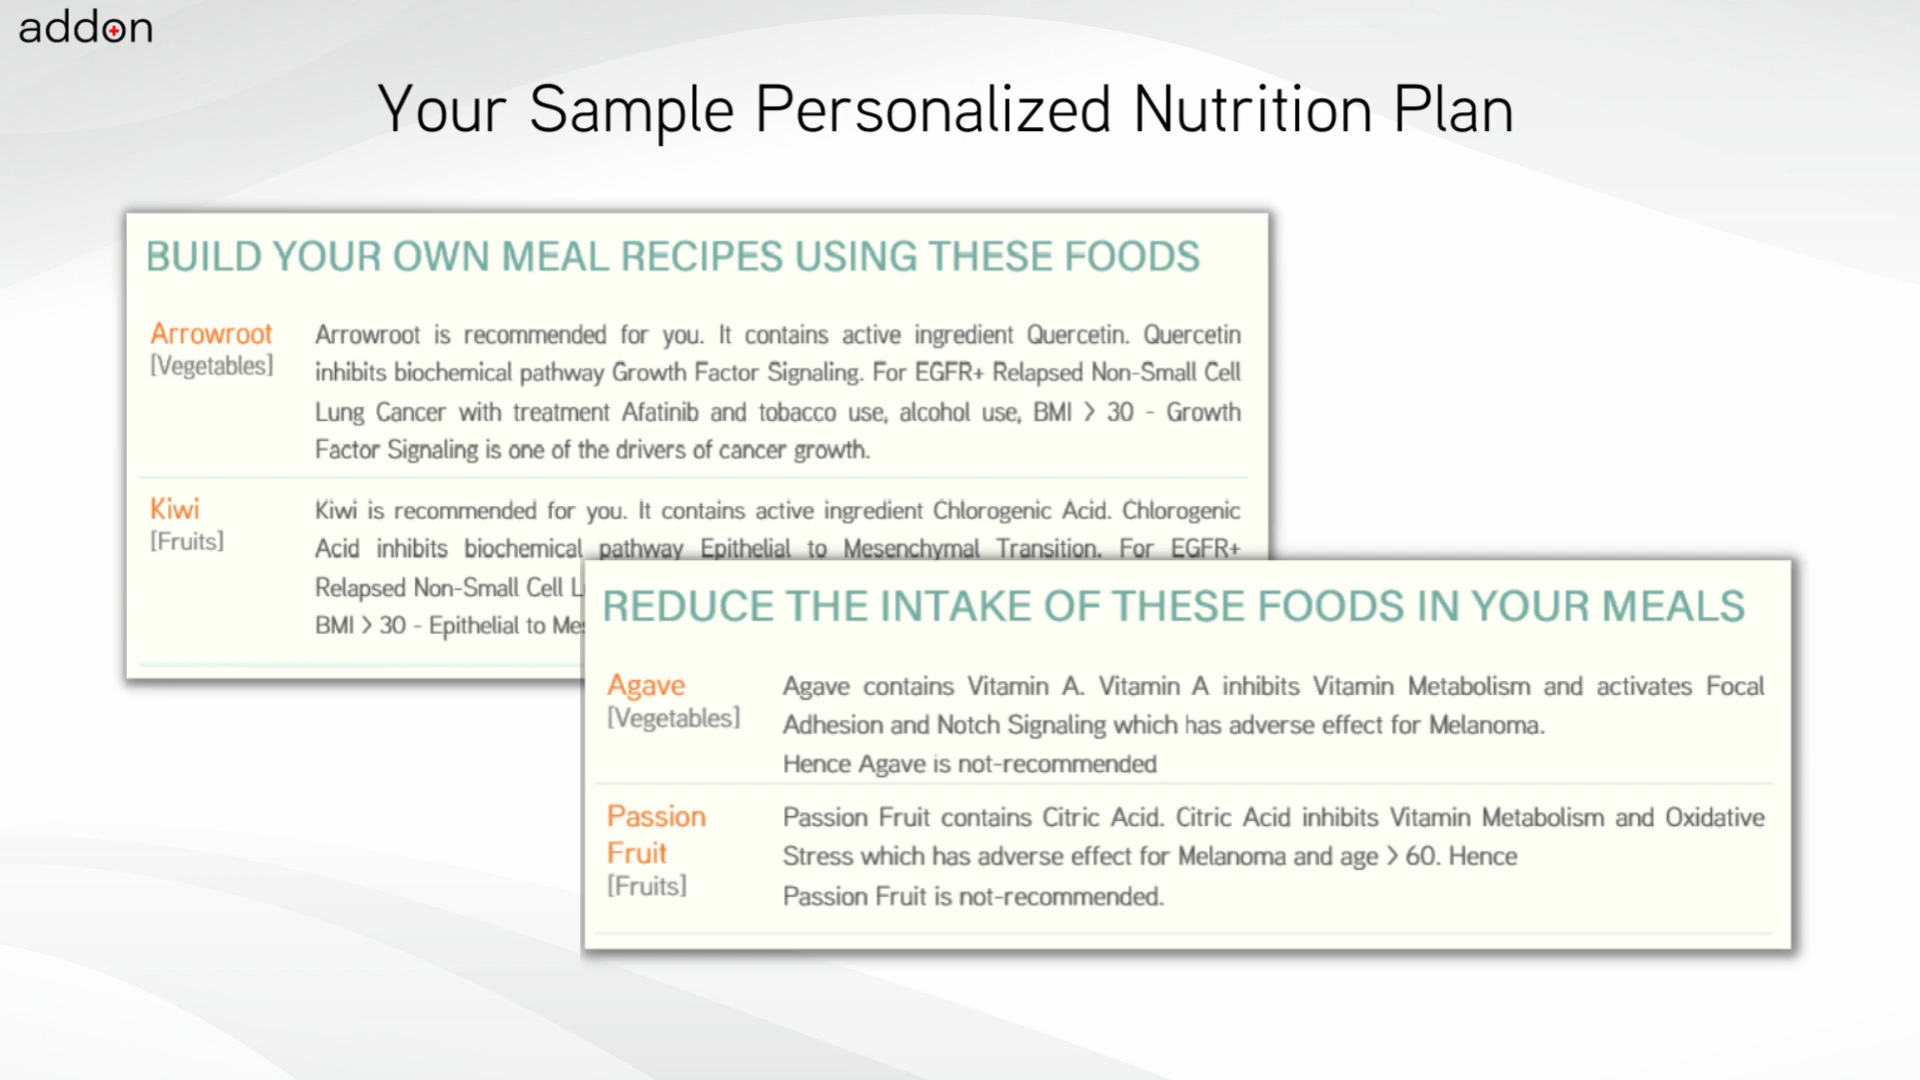 addon
Your Sample Personalized Nutrition Plan
BUILD YOUR OWN MEAL RECIPES USING THESE FOODS
Arrowroot
[Vegetables]
Arrowroot is recommended for you. It contains active ingredient Quercetin. Quercetin
inhibits biochemical pathway Growth Factor Signaling. For EGFR+ Relapsed Non-Small Cell
Lung Cancer with treatment Afatinib and tobacco use, alcohol use, BMI > 30 - Growth
Factor Signaling is one of the drivers of cancer growth.
Kiwi
[Fruits]
Kiwi is recommended for you. It contains active ingredient Chlorogenic Acid. Chlorogenic
Acid inhibits biochemical pathway Epithelial to Mesenchymal Transition. For EGFR+
Relapsed Non-Small Cell
BMI > 30 - Epithelial to
REDUCE THE INTAKE OF THESE FOODS IN YOUR MEALS
Agave
[Vegetables]
Agave contains Vitamin A. Vitamin A inhibits Vitamin Metabolism and activates Focal
Adhesion and Notch Signaling which has adverse effect for Melanoma.
Hence Agave is not-recommended
Passion
Fruit
[Fruits]
Passion Fruit contains Citric Acid. Citric Acid inhibits Vitamin Metabolism and Oxidative
Stress which has adverse effect for Melanoma and age > 60. Hence
Passion Fruit is not-recommended.